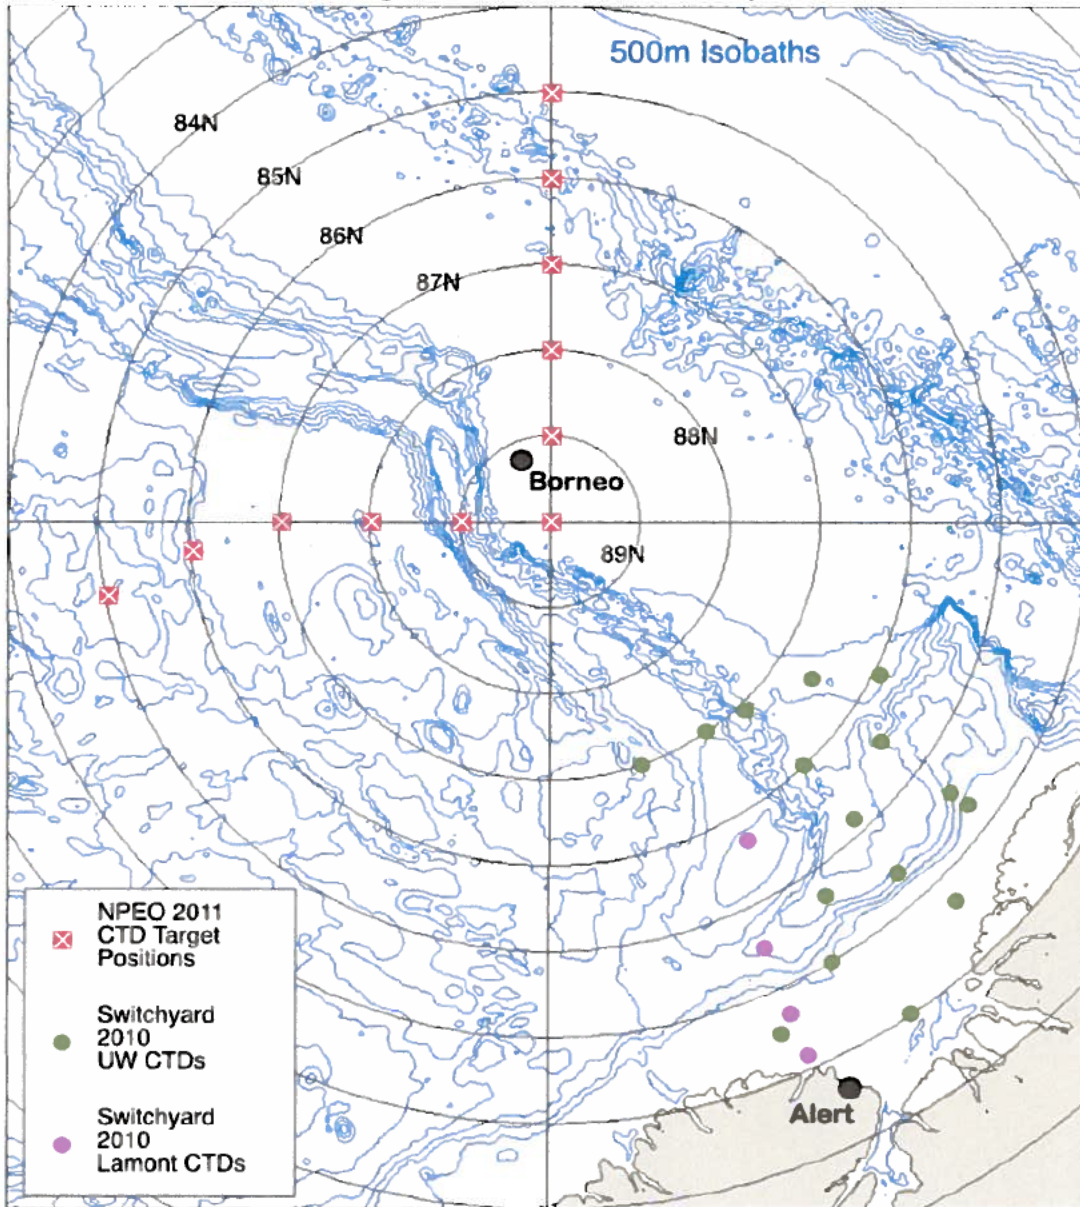 500m Isobaths
84N
85N
86N
87N
88N
Borneo
89N
NPEO 2011
CTD Target
Positions
Switchyard
2010
UW CTDs
Switchyard
2010
Lamont CTDs
Alert